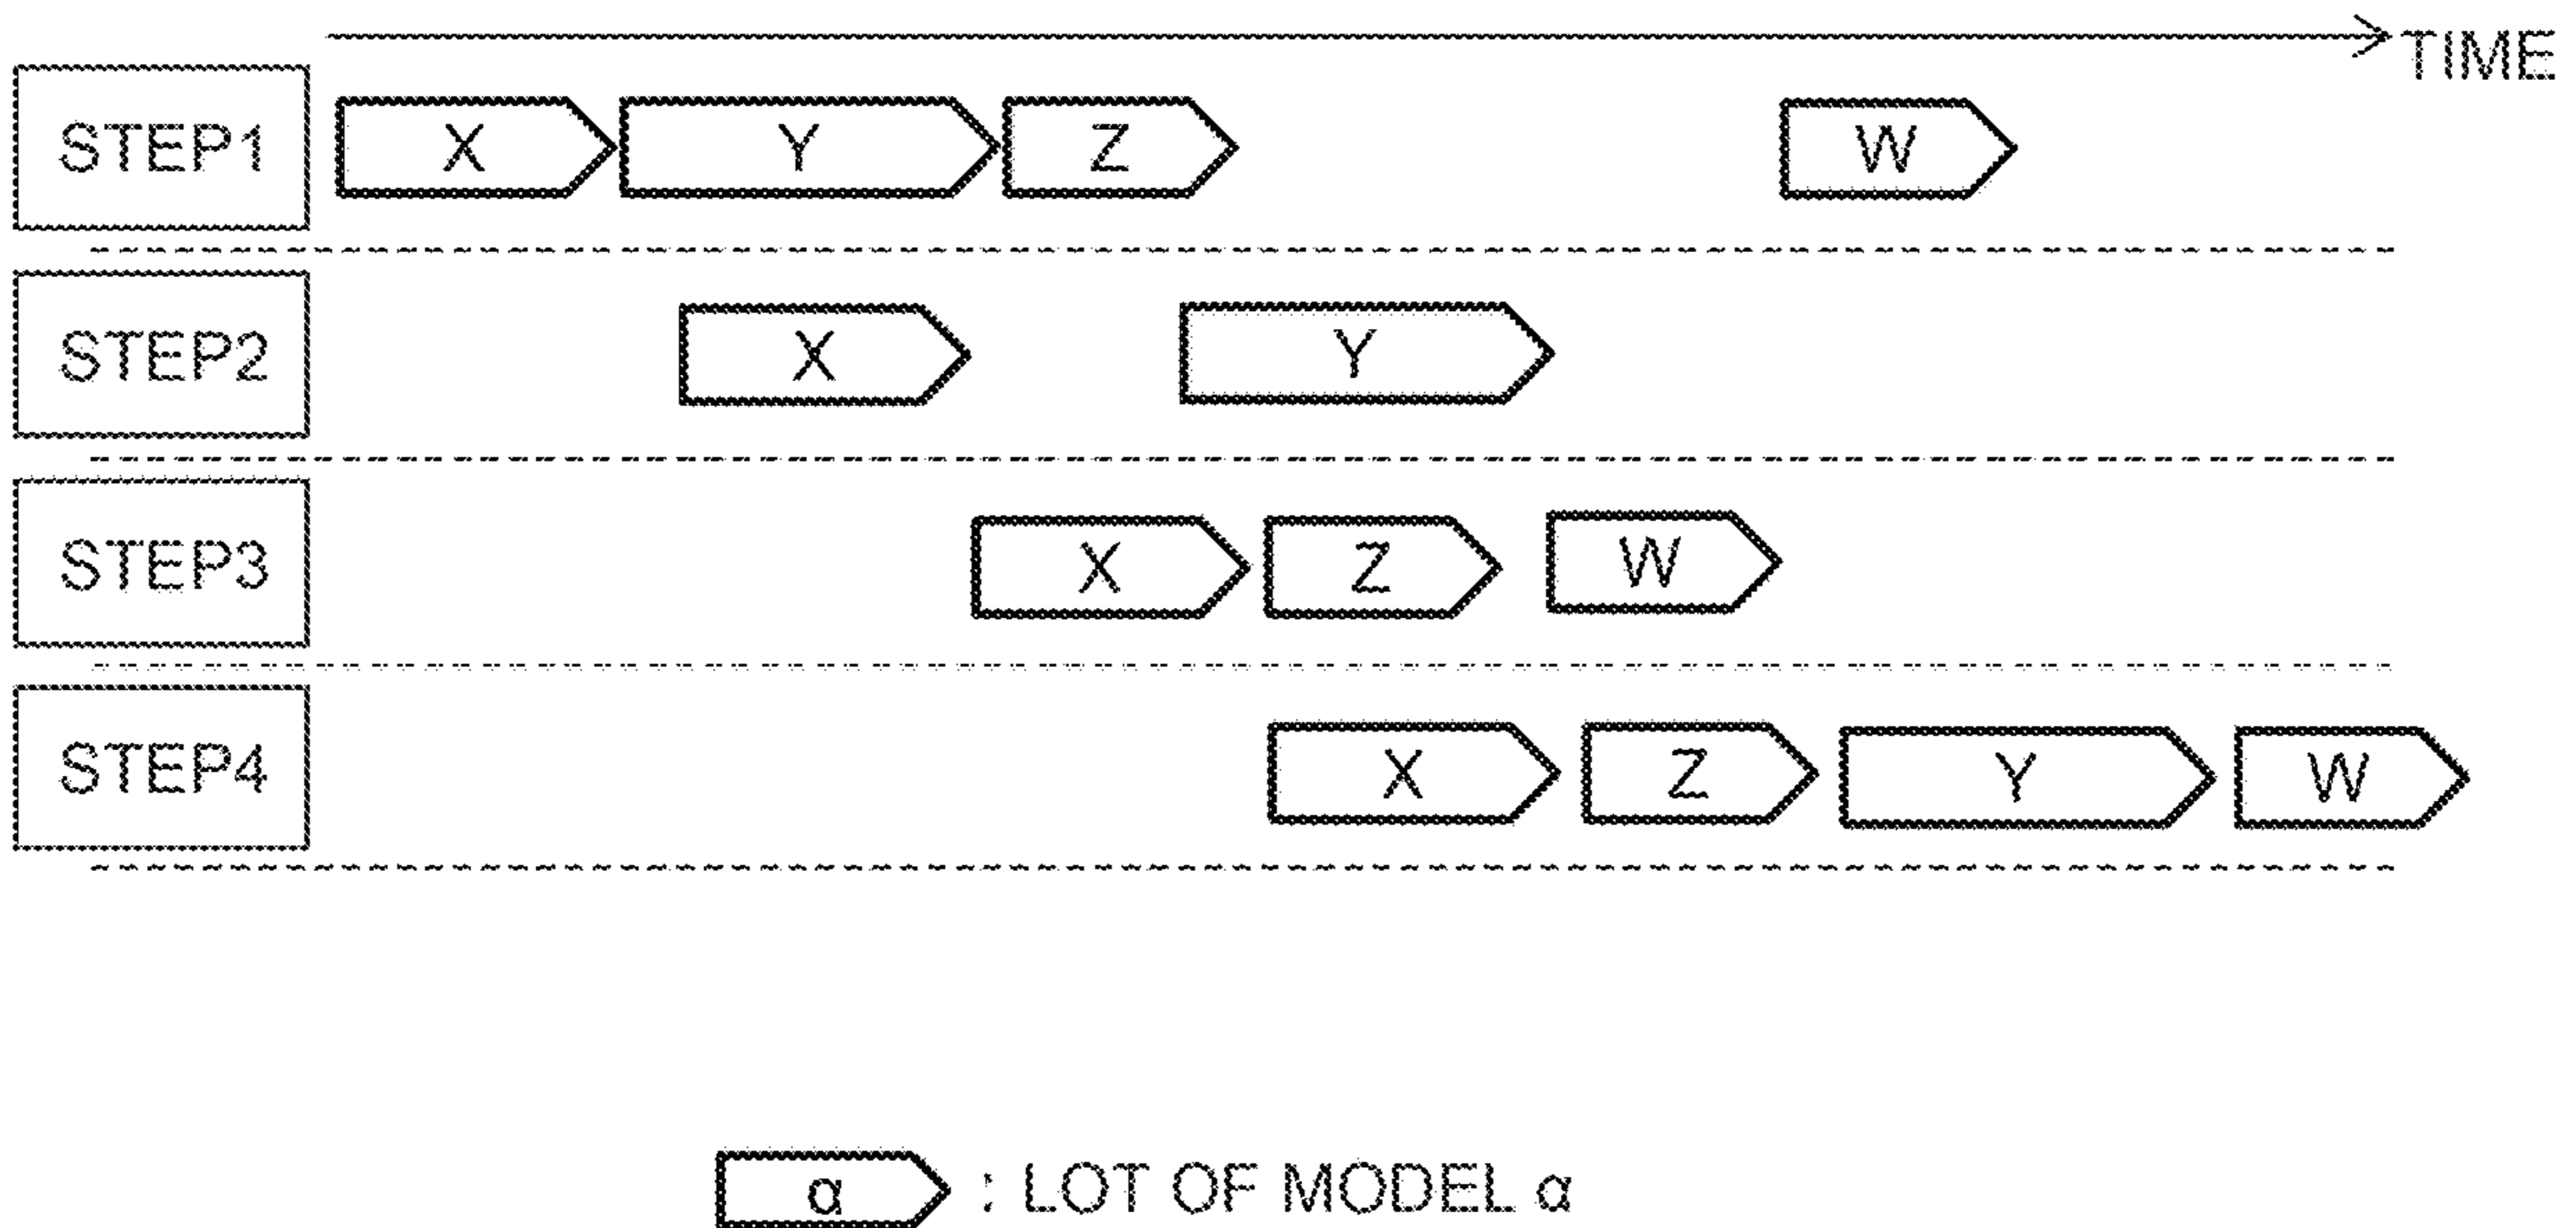 TIME
STEP1 X Y Z W
STEP2 X Y
STEP3 X Z W
STEP4 X Z Y W
α : LOT OF MODEL α